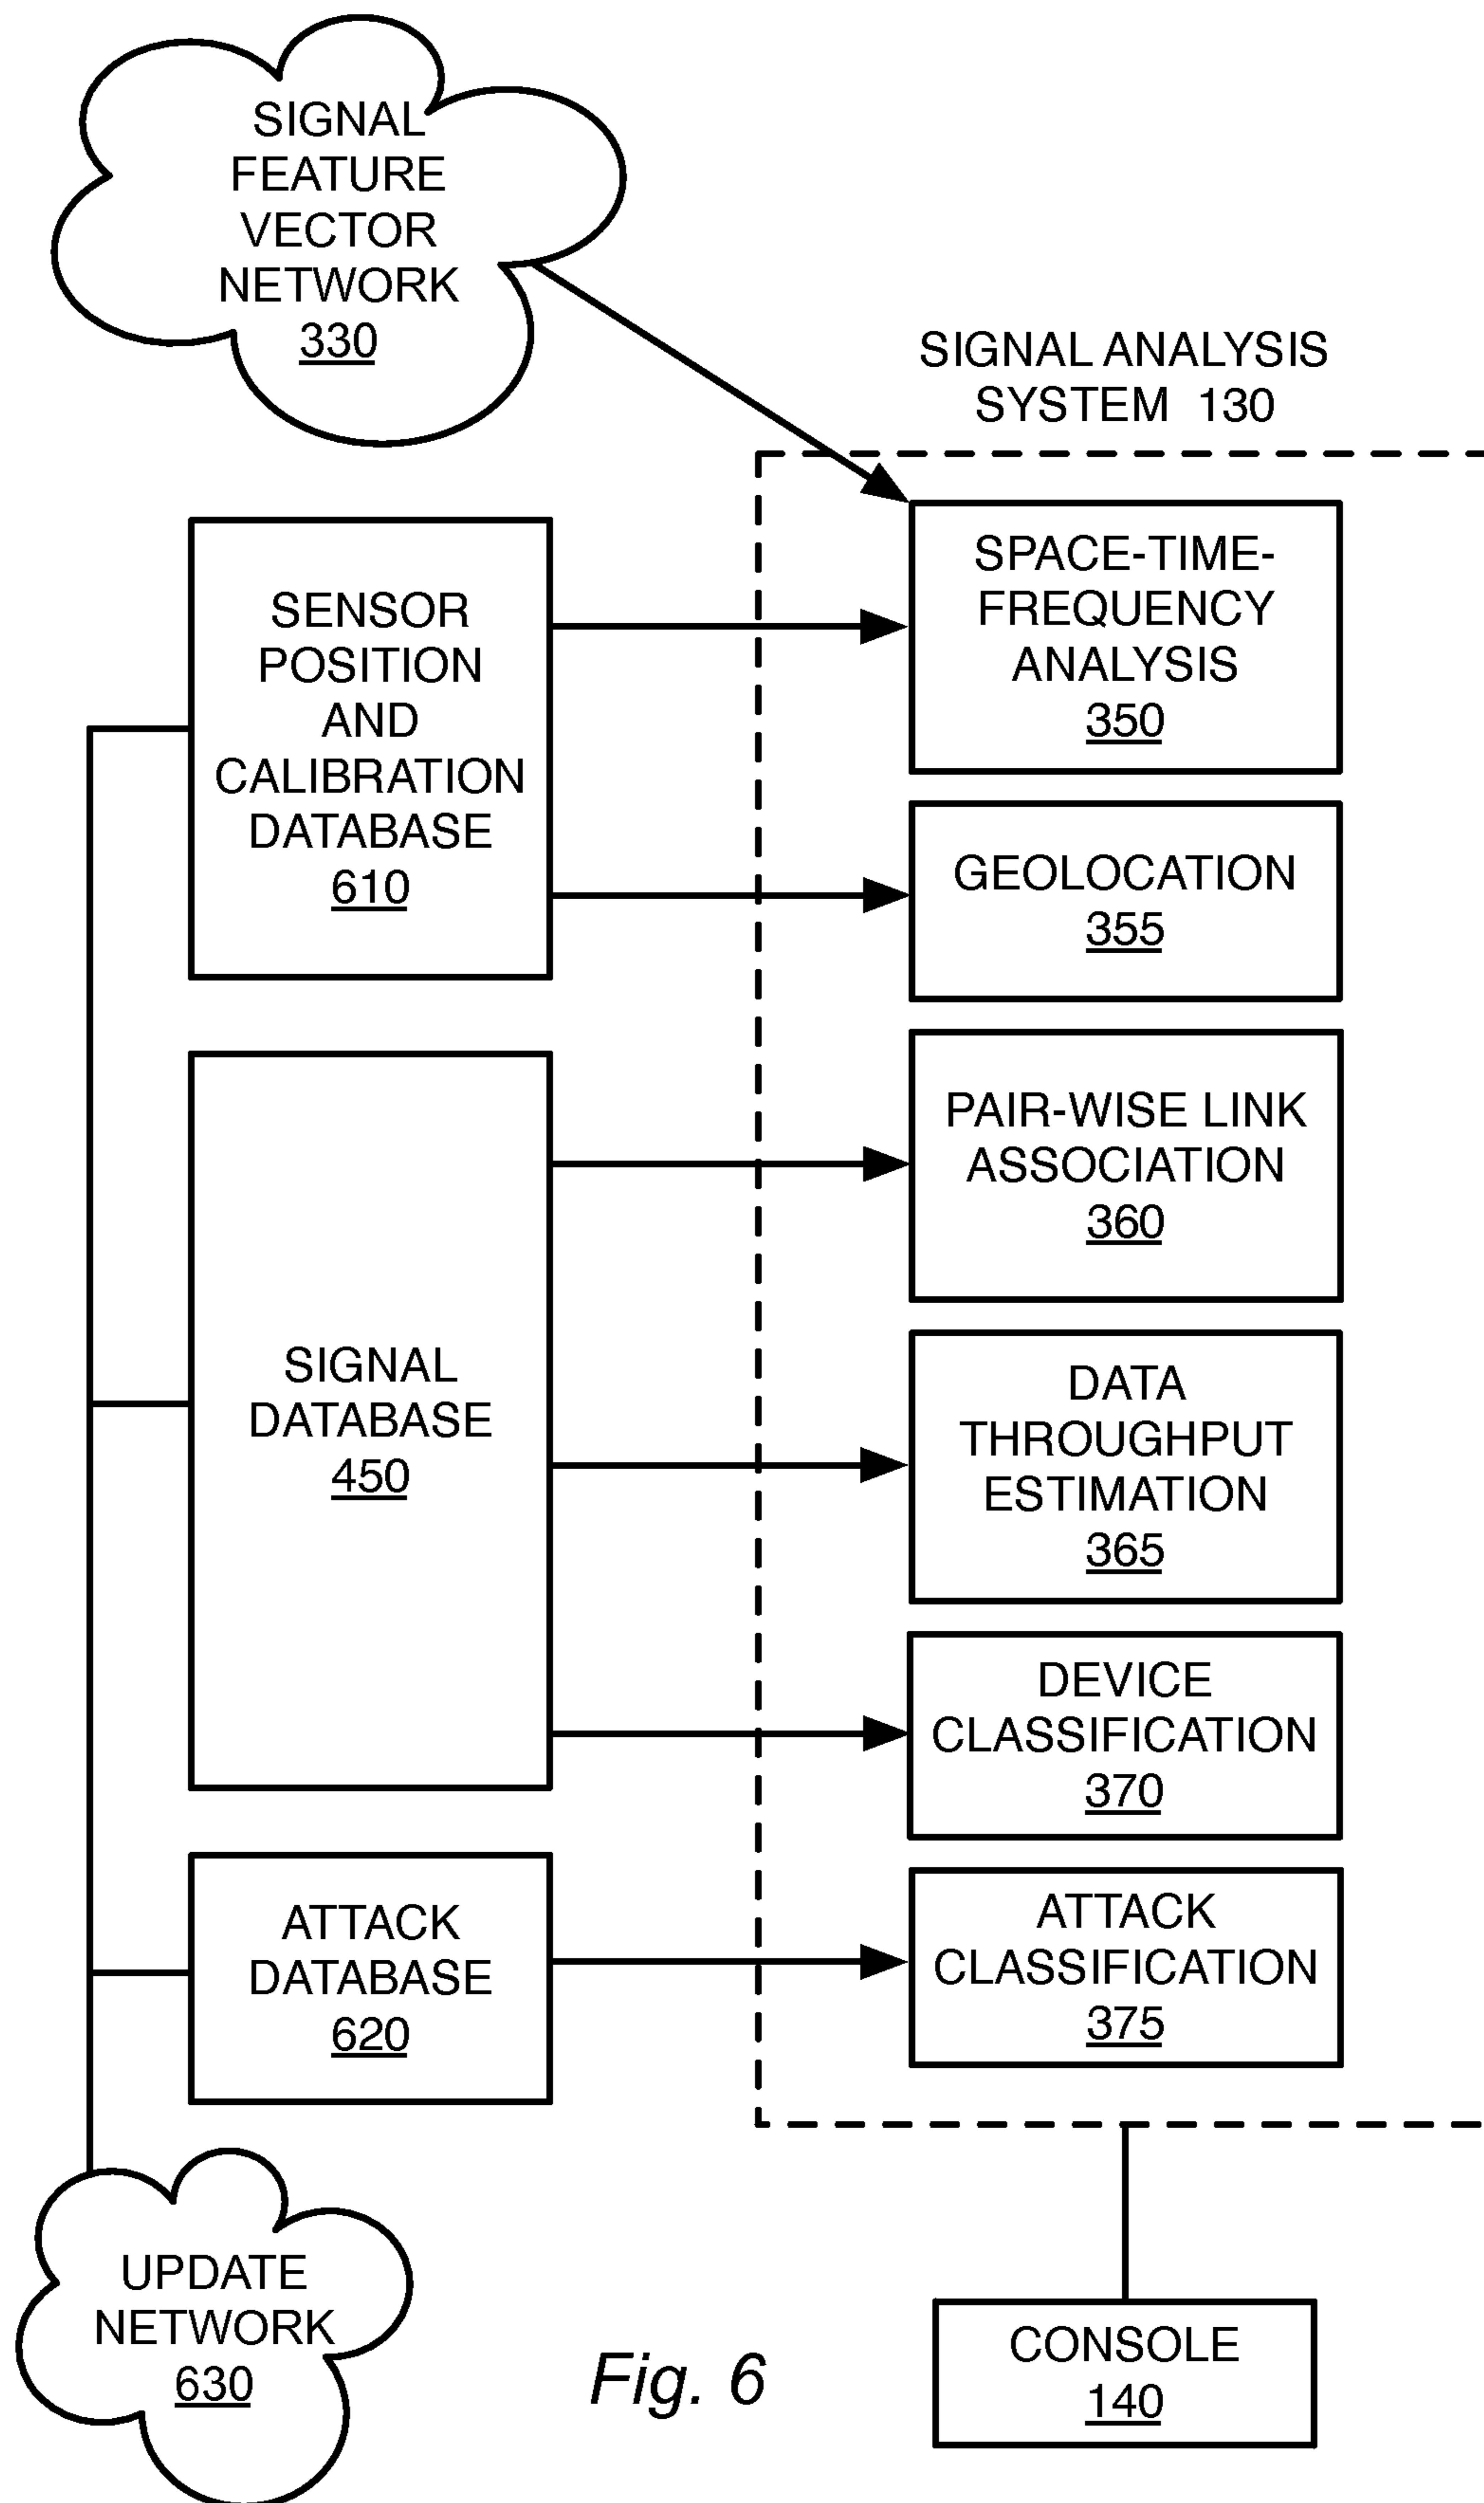 SIGNAL
FEATURE
VECTOR
NETWORK
330
SIGNAL ANALYSIS
SYSTEM 130
SENSOR
POSITION
AND
CALIBRATION
DATABASE
610
SPACE-TIME-
FREQUENCY
ANALYSIS
350
GEOLOCATION
355
PAIR-WISE LINK
ASSOCIATION
360
SIGNAL
DATABASE
450
DATA
THROUGHPUT
ESTIMATION
365
DEVICE
CLASSIFICATION
370
ATTACK
DATABASE
620
ATTACK
CLASSIFICATION
375
UPDATE
NETWORK
630
Fig. 6
CONSOLE
140